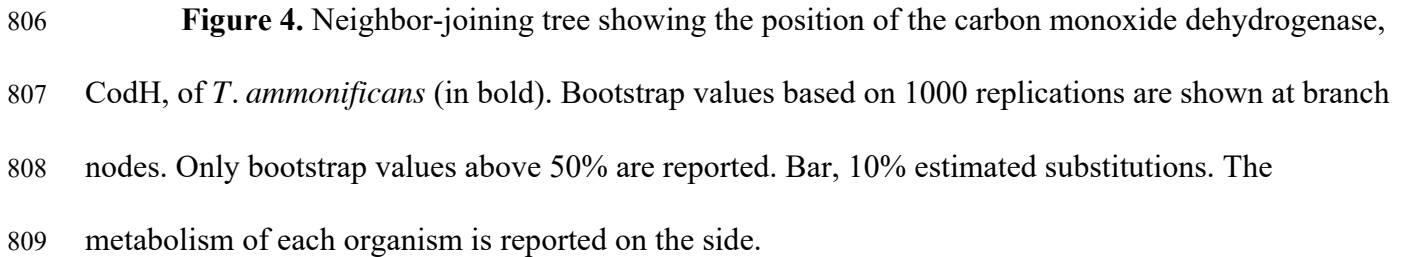 806 Figure 4. Neighbor-joining tree showing the position of the carbon monoxide dehydrogenase,
807 CodH, of T. ammonificans (in bold). Bootstrap values based on 1000 replications are shown at branch
808 nodes. Only bootstrap values above 50% are reported. Bar, 10% estimated substitutions. The
809 metabolism of each organism is reported on the side.